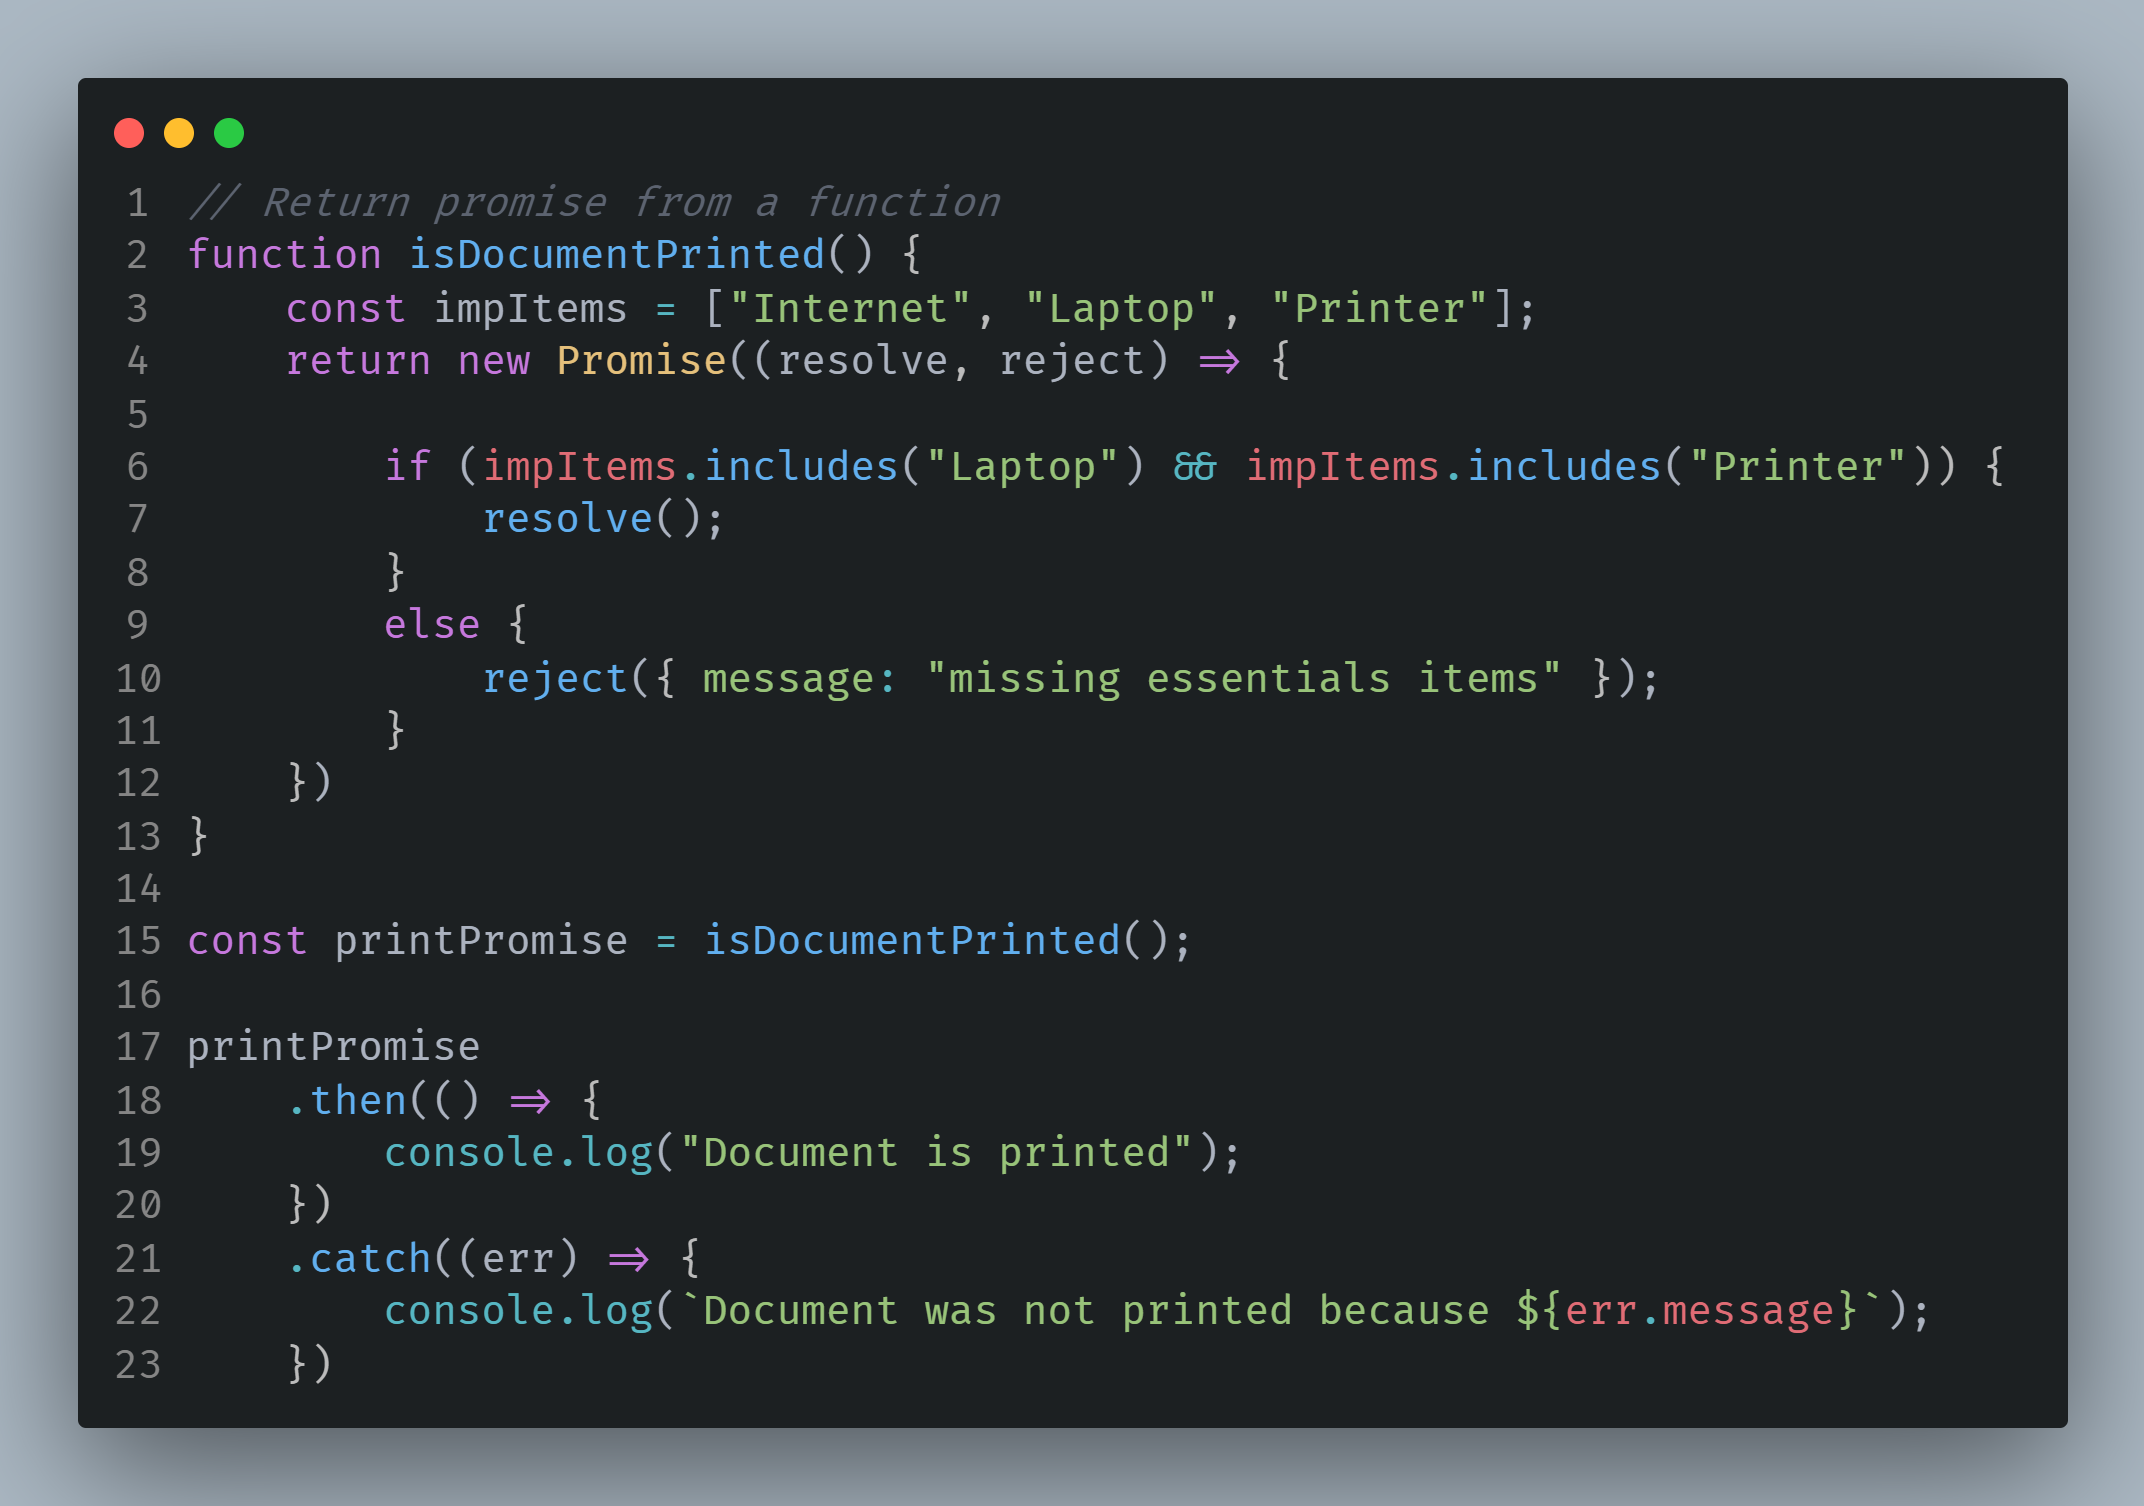 1 // Return promise from a function
2 function isDocumentPrinted() {
3     const impItems = ["Internet", "Laptop", "Printer"];
4     return new Promise((resolve, reject) => {
5
6         if (impItems.includes("Laptop") && impItems.includes("Printer")) {
7             resolve();
8         }
9         else {
10             reject({ message: "missing essentials items" });
11         }
12     })
13 }
14
15 const printPromise = isDocumentPrinted();
16
17 printPromise
18     .then(() => {
19         console.log("Document is printed");
20     })
21     .catch((err) => {
22         console.log(`Document was not printed because ${err.message}`);
23     })